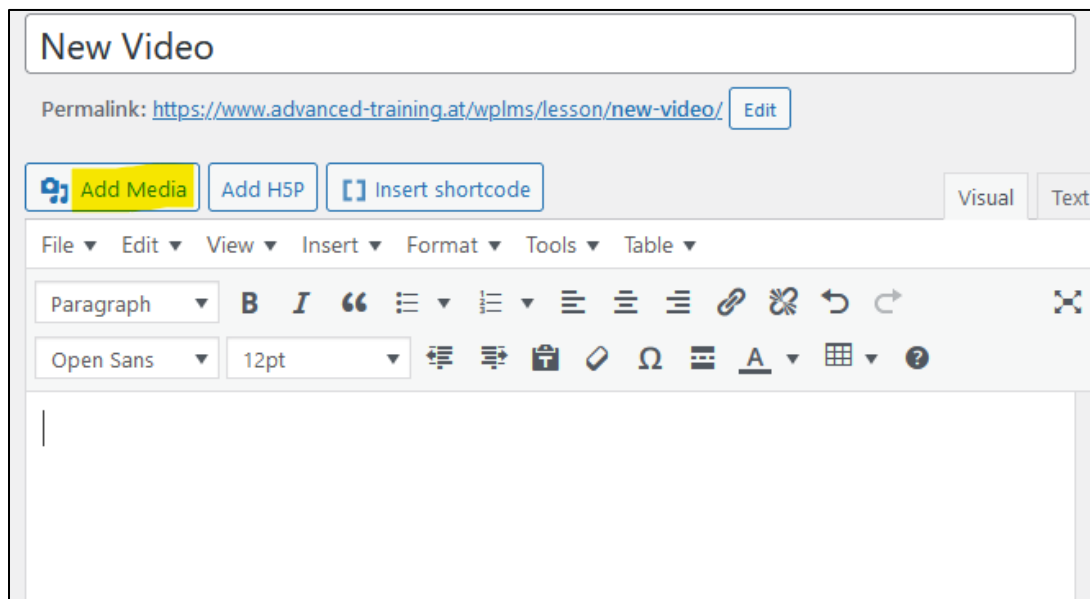 New Video
Permalink: https://www.advanced-training.at/wplms/lesson/new-video/ Edit
Add Media Add H5P [] Insert shortcode
Visual Text
File Edit View Insert Format Tools Table
Paragraph B I
Open Sans 12pt Ω A